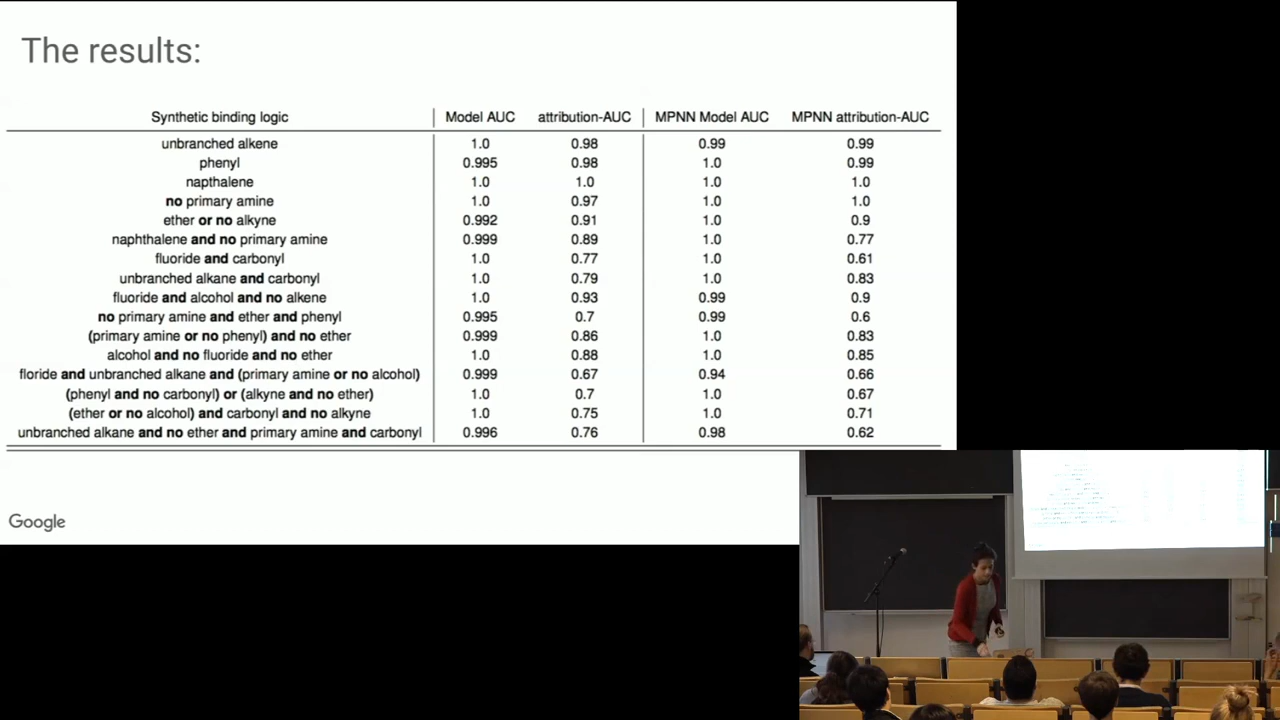 The results:
Synthetic binding logic Model AUC attribution-AUC MPNN Model AUC MPNN attribution-AUC
unbranched alkene 1.0 0.98 0.99 0.99
phenyl 0.995 0.98 1.0 0.99
napthalene 1.0 1.0 1.0 1.0
no primary amine 1.0 0.97 1.0 1.0
ether or no alkyne 0.992 0.91 1.0 0.9
naphthalene and no primary amine 0.999 0.89 1.0 0.77
fluoride and carbonyl 1.0 0.77 1.0 0.61
unbranched alkane and carbonyl 1.0 0.79 1.0 0.83
fluoride and alcohol and no alkene 1.0 0.93 0.99 0.9
no primary amine and ether and phenyl 0.995 0.7 0.99 0.6
(primary amine or no phenyl) and no ether 0.999 0.86 1.0 0.83
alcohol and no fluoride and no ether 1.0 0.88 1.0 0.85
floride and unbranched alkane and (primary amine or no alcohol) 0.999 0.67 0.94 0.66
(phenyl and no carbonyl) or (alkyne and no ether) 1.0 0.7 1.0 0.67
(ether or no alcohol) and carbonyl and no alkyne 1.0 0.75 1.0 0.71
unbranched alkane and no ether and primary amine and carbonyl 0.996 0.76 0.98 0.62
Google